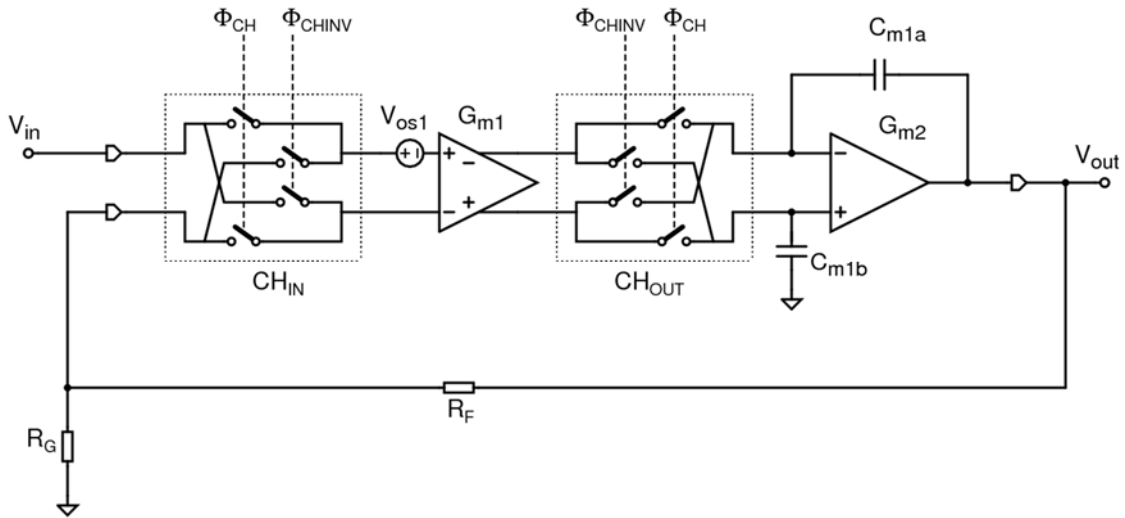 Φ_CH Φ_CHINV Φ_CHINV Φ_CH C_m1a
V_in V_os1 G_m1 G_m2 V_out
+ − + − − + + −
CH_IN CH_OUT C_m1b
R_F
R_G